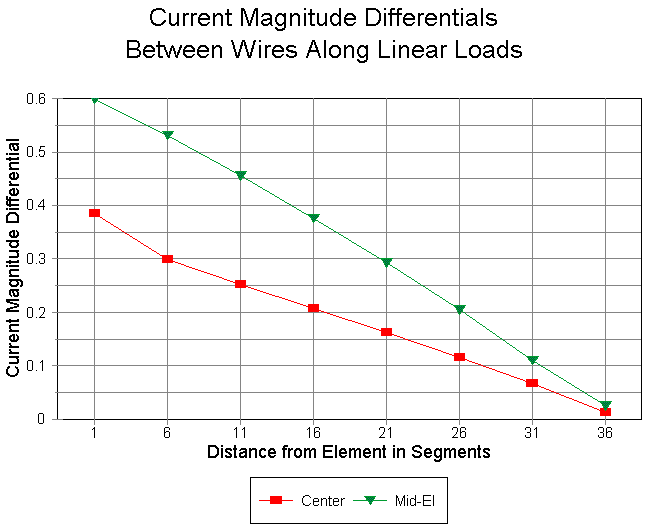 Current Magnitude Differentials
Between Wires Along Linear Loads
Current Magnitude Differential
0.6
0.5
0.4
0.3
0.2
0.1
0
1 6 11 16 21 26 31 36
Distance from Element in Segments
Center Mid-El